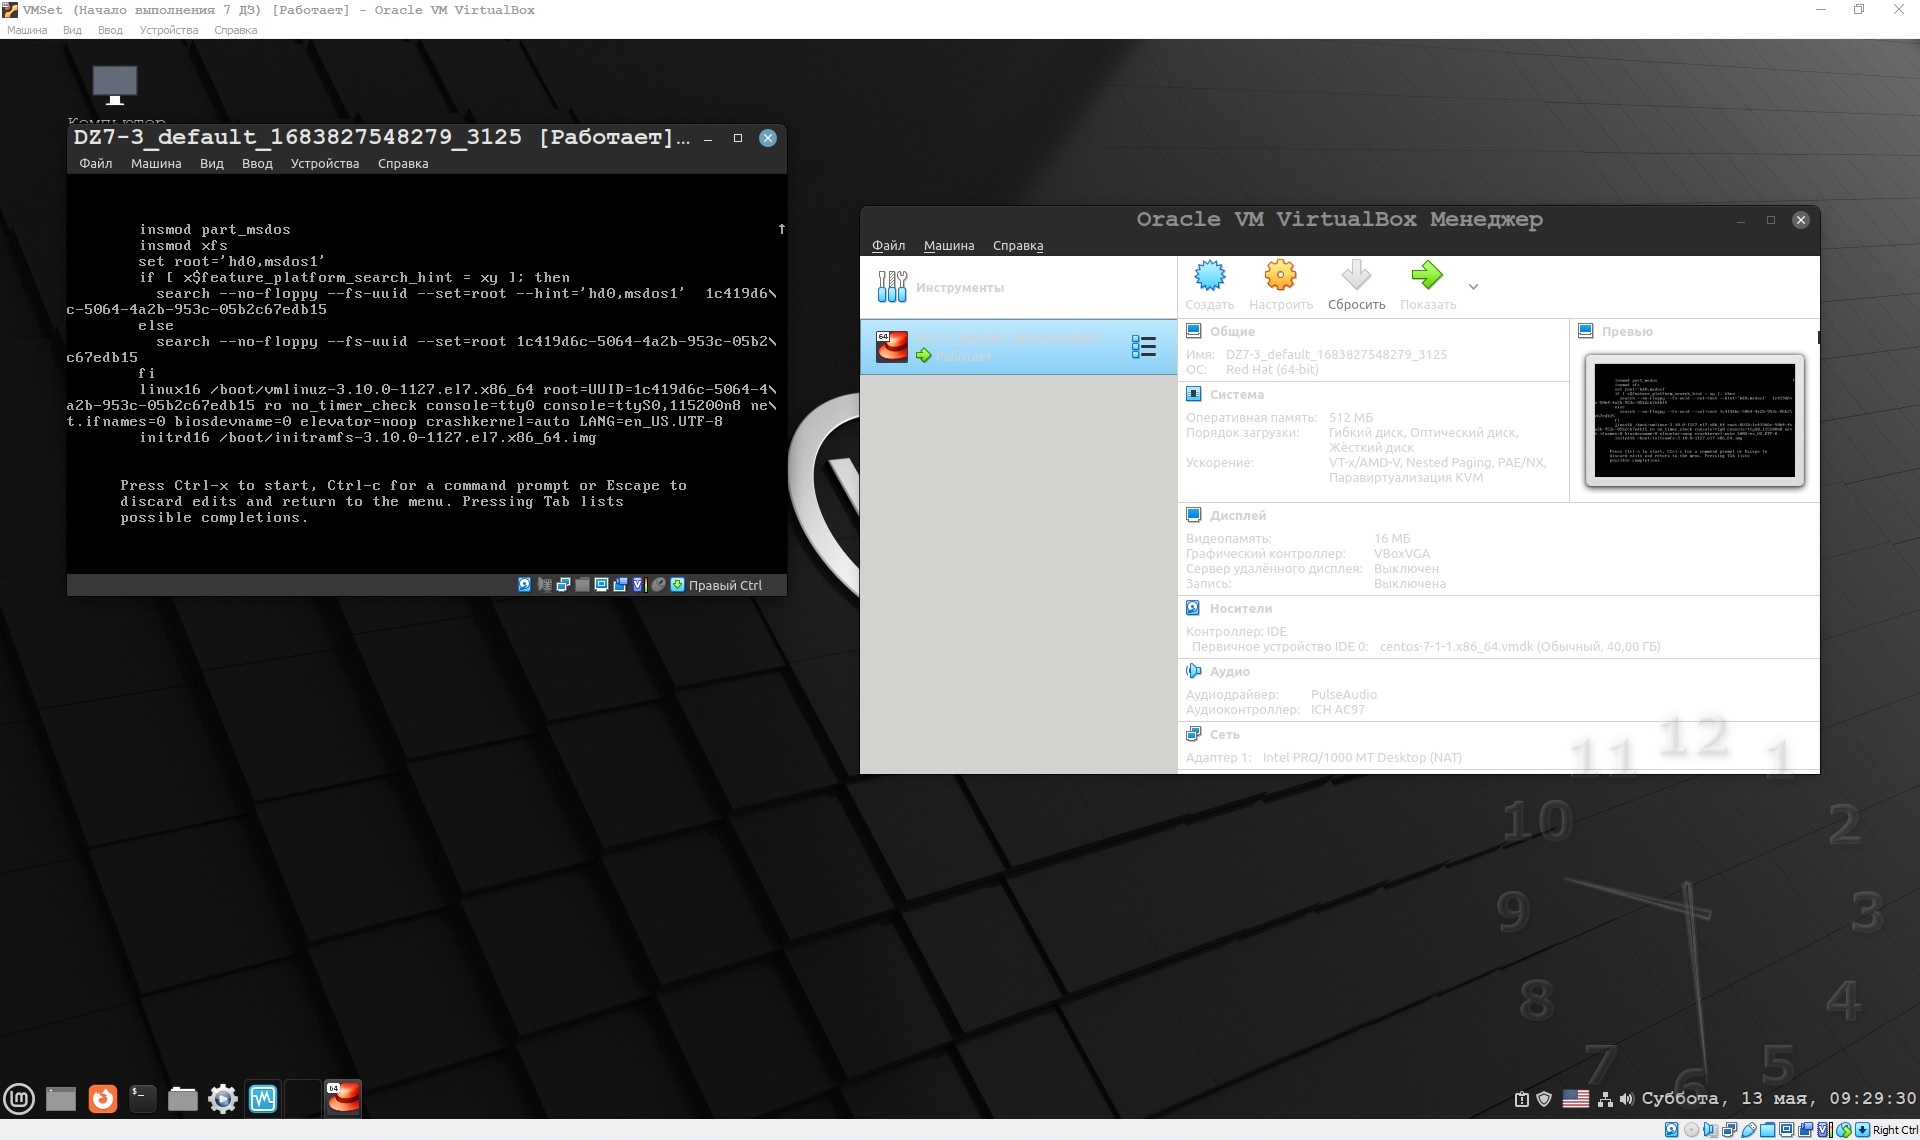 VMSet (Начало выполнения 7 ДЗ) [Работает] - Oracle VM VirtualBox
Машина Вид Ввод Устройства Справка
Компьютер
DZ7-3_default_1683827548279_3125 [Работает]...
Файл Машина Вид Ввод Устройства Справка
insmod part_msdos ↑
insmod xfs
set root='hd0,msdos1'
if [ x$feature_platform_search_hint = xy ]; then
search --no-floppy --fs-uuid --set=root --hint='hd0,msdos1' 1c419d6\
c-5064-4a2b-953c-05b2c67edb15
else
search --no-floppy --fs-uuid --set=root 1c419d6c-5064-4a2b-953c-05b2\
c67edb15
fi
linux16 /boot/vmlinuz-3.10.0-1127.el7.x86_64 root=UUID=1c419d6c-5064-4\
a2b-953c-05b2c67edb15 ro no_timer_check console=tty0 console=ttyS0,115200n8 ne\
t.ifnames=0 biosdevname=0 elevator=noop crashkernel=auto LANG=en_US.UTF-8
initrd16 /boot/initramfs-3.10.0-1127.el7.x86_64.img
Press Ctrl-x to start, Ctrl-c for a command prompt or Escape to
discard edits and return to the menu. Pressing Tab lists
possible completions.
Правый Ctrl
Oracle VM VirtualBox Менеджер
Файл Машина Справка
Инструменты
64
Работает
Создать Настроить Сбросить Показать
Общие
Имя: DZ7-3_default_1683827548279_3125
ОС: Red Hat (64-bit)
Превью
Система
Оперативная память: 512 МБ
Порядок загрузки: Гибкий диск, Оптический диск,
Жёсткий диск
Ускорение: VT-x/AMD-V, Nested Paging, PAE/NX,
Паравиртуализация KVM
Дисплей
Видеопамять: 16 МБ
Графический контроллер: VBoxVGA
Сервер удалённого дисплея: Выключен
Запись: Выключена
Носители
Контроллер: IDE
Первичное устройство IDE 0: centos-7-1-1.x86_64.vmdk (Обычный, 40,00 ГБ)
Аудио
Аудиодрайвер: PulseAudio
Аудиоконтроллер: ICH AC97
Сеть
Адаптер 1: Intel PRO/1000 MT Desktop (NAT)
12
11 1
10 2
9 3
8 4
7 5
6
64
Суббота, 13 мая, 09:29:30
Right Ctrl